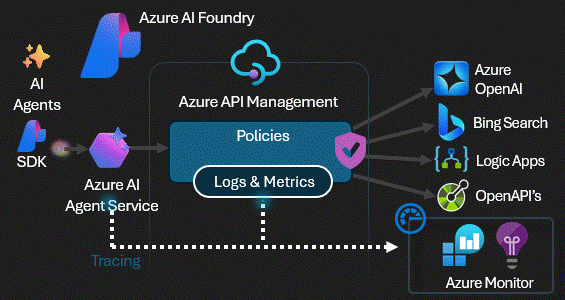 Azure AI Foundry
AI
Agents
SDK
Azure AI
Agent Service
Azure API Management
Policies
Logs & Metrics
Azure
OpenAI
Bing Search
Logic Apps
OpenAPI's
Tracing
Azure Monitor